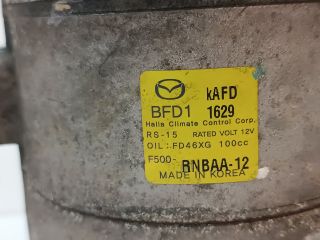 kAFD
BFD1 1629
Halla Climate Control Corp.
RS-15 RATED VOLT 12V
OIL:FD46XG 100cc
F500- RNBAA-12
MADE IN KOREA